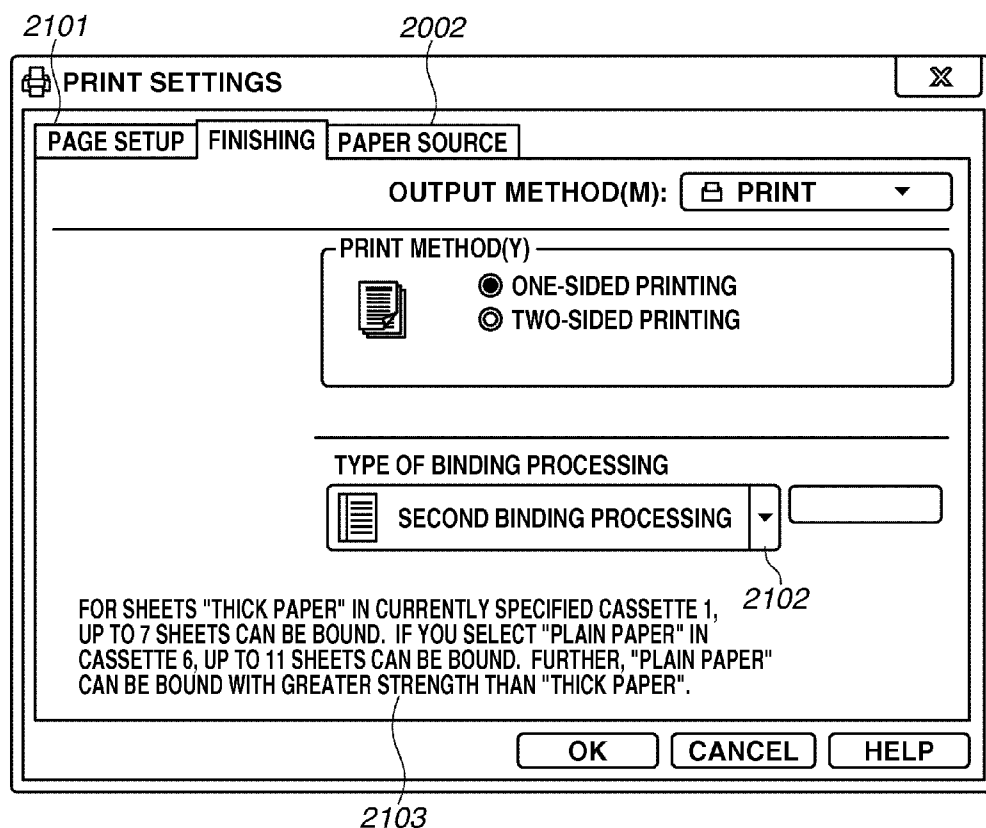 2101 2002
PRINT SETTINGS X
PAGE SETUP FINISHING PAPER SOURCE
OUTPUT METHOD(M): PRINT
PRINT METHOD(Y)
ONE-SIDED PRINTING
TWO-SIDED PRINTING
TYPE OF BINDING PROCESSING
SECOND BINDING PROCESSING
2102
FOR SHEETS "THICK PAPER" IN CURRENTLY SPECIFIED CASSETTE 1,
UP TO 7 SHEETS CAN BE BOUND. IF YOU SELECT "PLAIN PAPER" IN
CASSETTE 6, UP TO 11 SHEETS CAN BE BOUND. FURTHER, "PLAIN PAPER"
CAN BE BOUND WITH GREATER STRENGTH THAN "THICK PAPER".
OK CANCEL HELP
2103